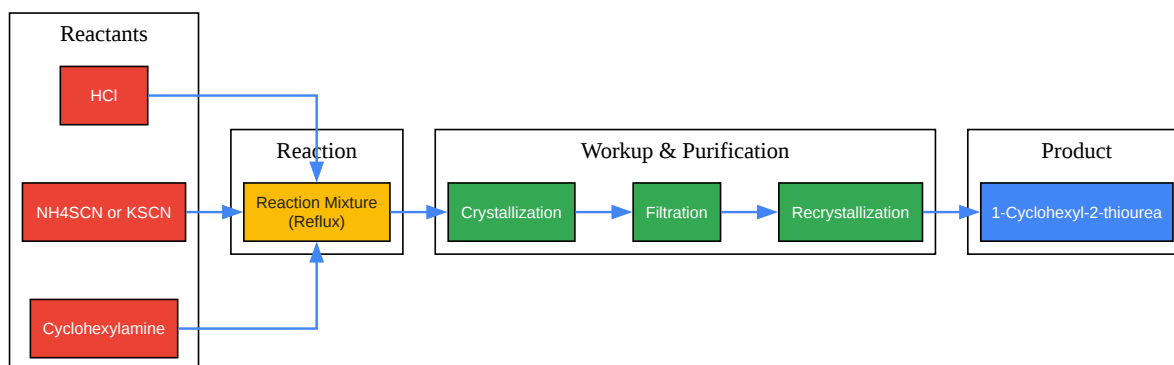 Reactants
HCl
NH4SCN or KSCN
Cyclohexylamine
Reaction
Reaction Mixture
(Reflux)
Workup & Purification
Crystallization
Filtration
Recrystallization
Product
1-Cyclohexyl-2-thiourea